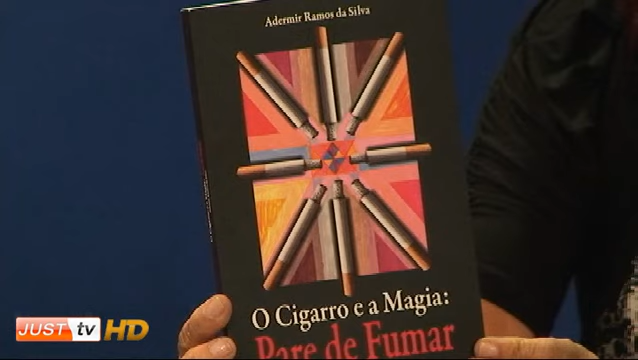 Adermir Ramos da Silva
O Cigarro e a Magia:
Pare de Fumar
JUST tv HD